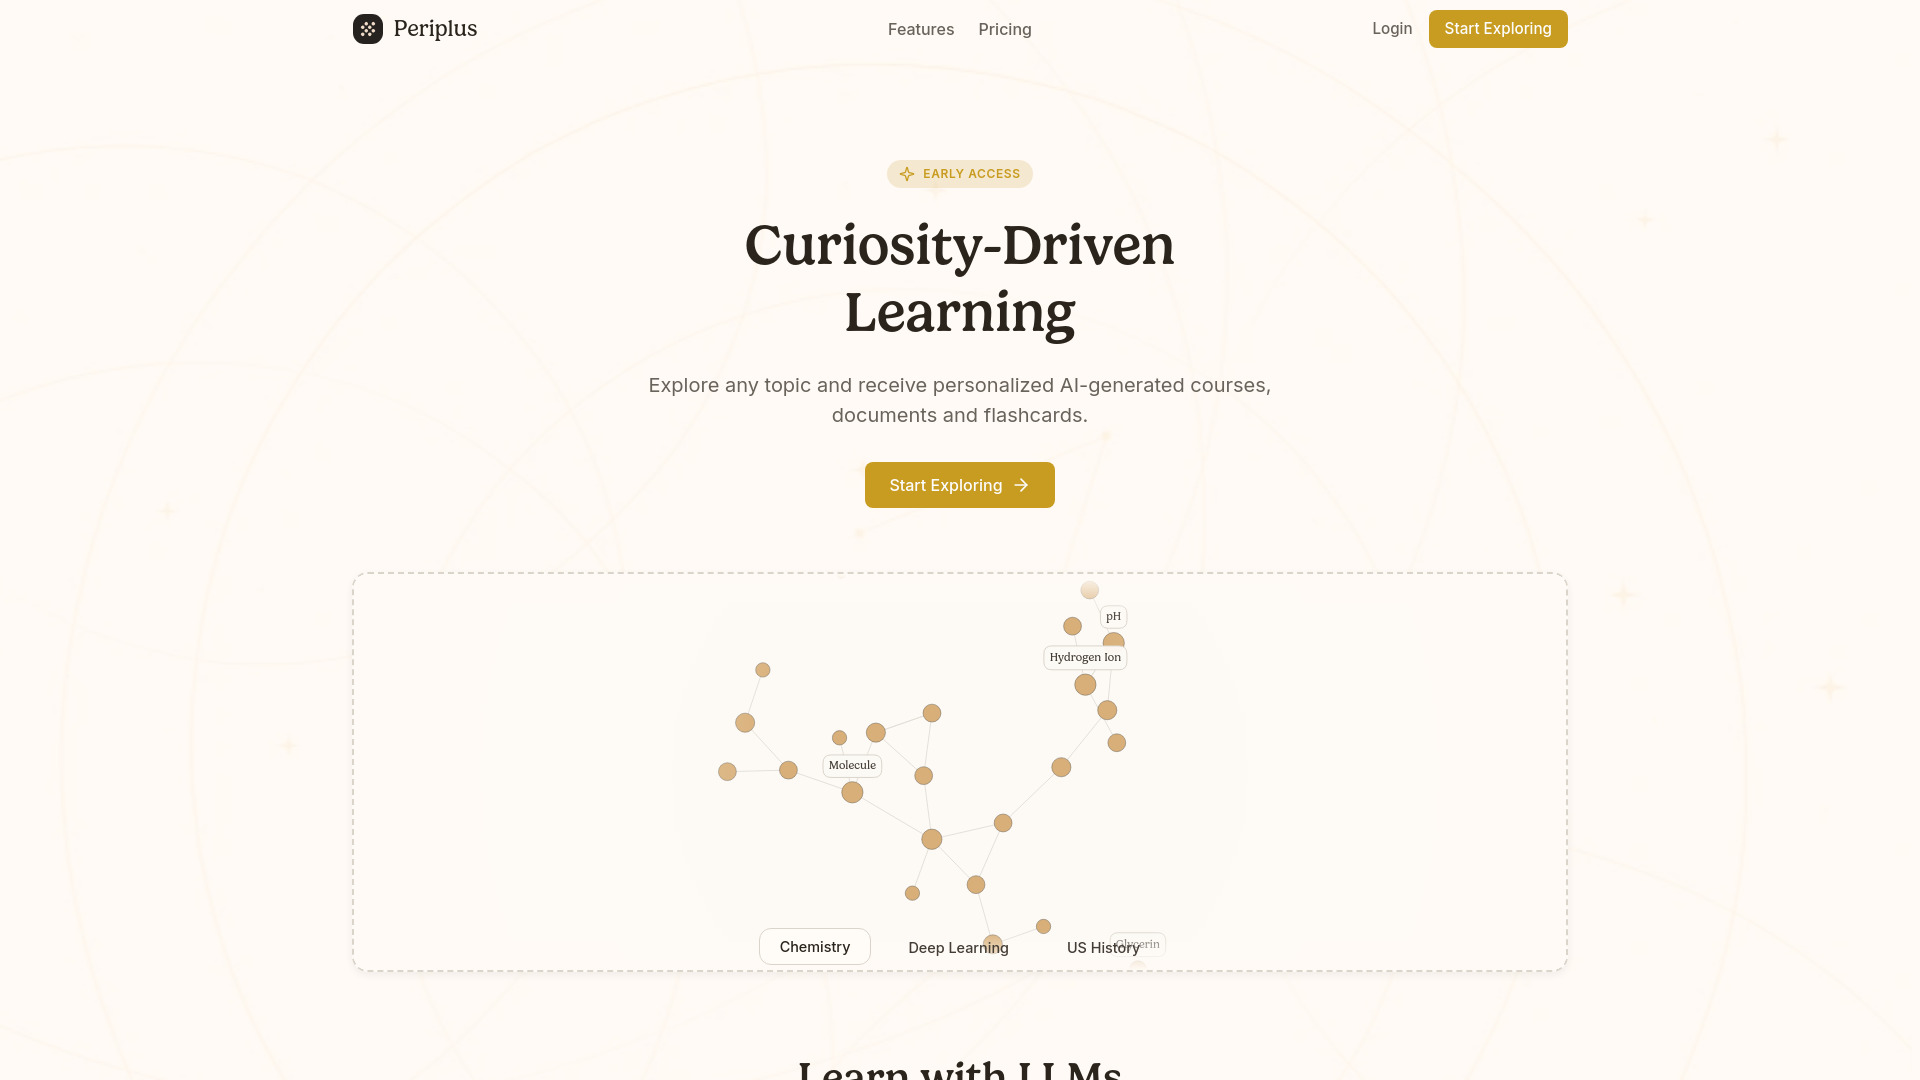 Periplus
Features
Pricing
Login
Start Exploring
EARLY ACCESS
Curiosity-Driven
Learning
Explore any topic and receive personalized AI-generated courses,
documents and flashcards.
Start Exploring
pH
Hydrogen Ion
Molecule
Glycerin
Chemistry
Deep Learning
US History
Learn with LLMs